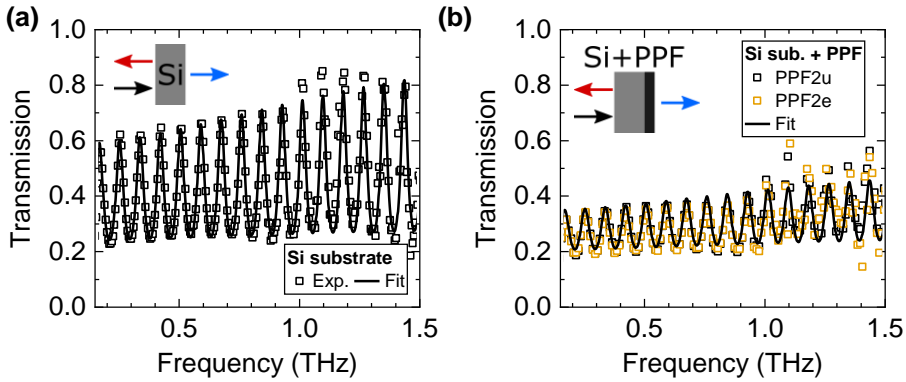 (a)
1.0
0.8
0.6
0.4
0.2
0.0
Transmission
Si
Si substrate
Exp. Fit
0.5 1.0 1.5
Frequency (THz)
(b)
1.0
0.8
0.6
0.4
0.2
0.0
Transmission
Si+PPF
Si sub. + PPF
PPF2u
PPF2e
Fit
0.5 1.0 1.5
Frequency (THz)